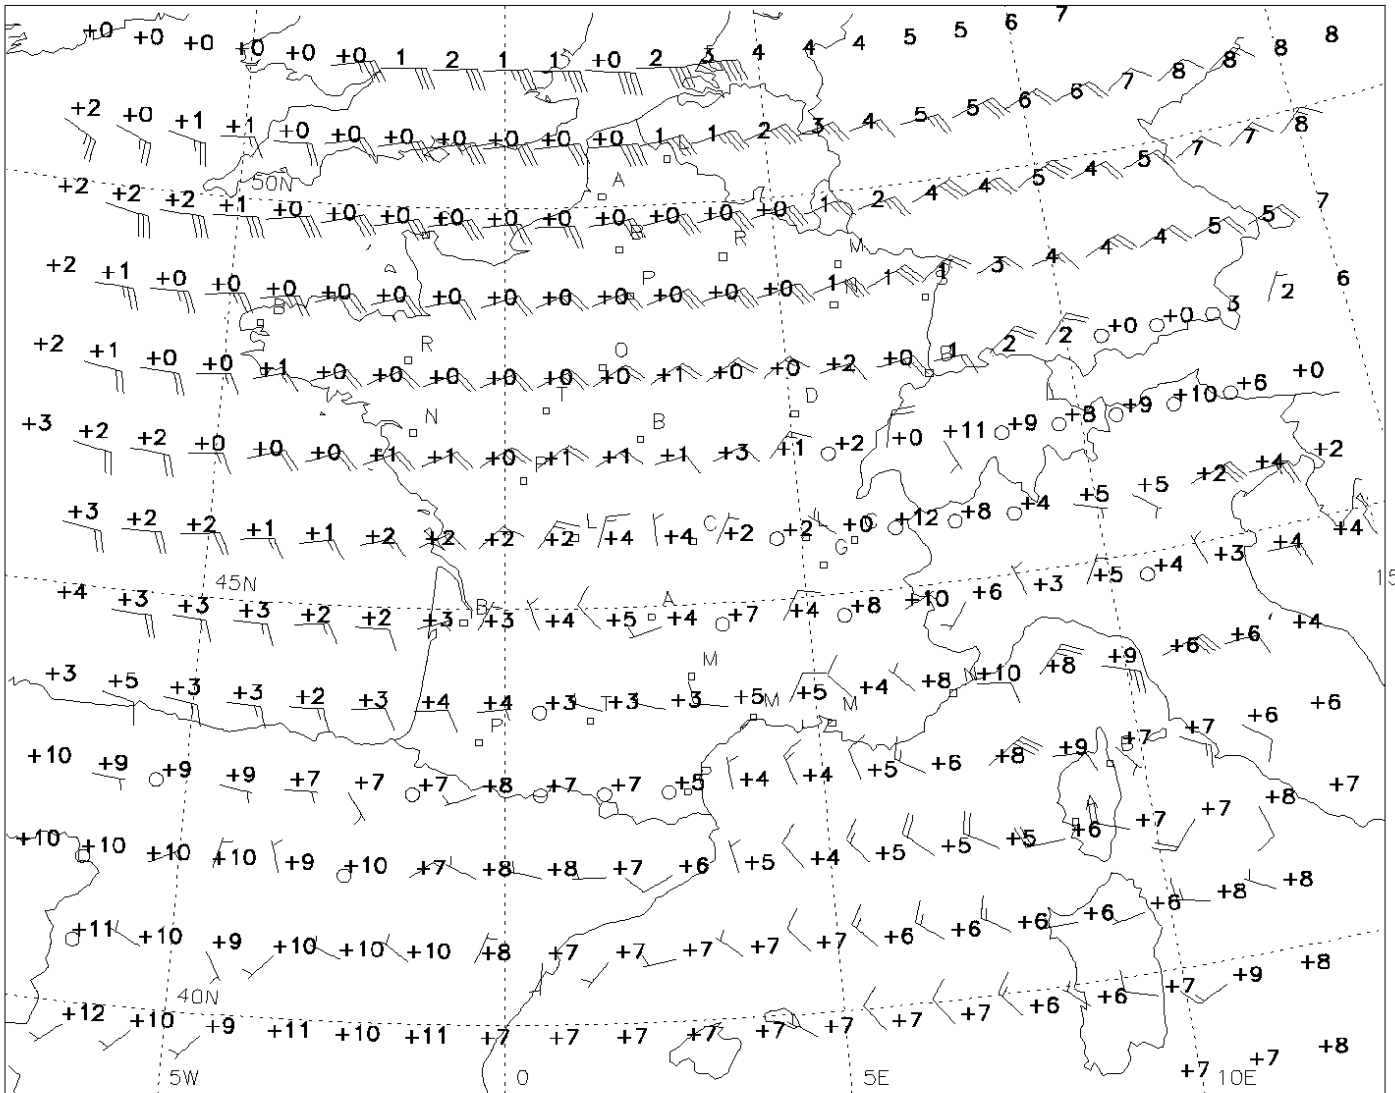 +0 +0 +0 +0 +0 +0 1 2 1 1 +0 2 3 4 4 4 5 5 6 7 8 8 8
+2 +0 +1 +1 +0 +0 +0 +0 +0 +0 +0 1 1 2 3 4 5 5 6 6 7 8 8
50N A
+2 +2 +2 +1 +0 +0 +0 +0 +0 +0 +0 +0 +0 +0 1 2 4 4 5 4 5 7 7 8
B R M
+2 +1 +0 +0 +0 +0 +0 +0 +0 +0 +0 +0 +0 +0 1 1 1 3 4 4 4 5 5 7
B P N S
+2 +1 +0 +0 +1 +0 +0 +0 +0 +0 +0 +1 +0 +0 +2 +0 1 2 2 +0 +0 3 2 6
R O B
T D
+3 +2 +2 +0 +0 +0 +1 +1 +0 +1 +1 +1 +3 +1 +2 +0 +11 +9 +8 +9 +10 +6 +0
N B
P
+3 +2 +2 +1 +1 +2 +2 +2 +2 +4 +4 +2 +2 +0 +12 +8 +4 +5 +5 +2 +4 +2
L C G
45N 15
+4 +3 +3 +3 +2 +2 +3 +3 +4 +5 +4 +7 +4 +8 +10 +6 +3 +5 +4 +3 +4 +4
B A
+3 +5 +3 +3 +2 +3 +4 +4 +3 +3 +3 +5 +5 +4 +8 +10 +8 +9 +6 +6 +4
M N
P T M M
+10 +9 +9 +9 +7 +7 +7 +8 +7 +7 +5 +4 +4 +5 +6 +8 +9 +7 +7 +6 +6
P B
+10 +10 +10 +10 +9 +10 +7 +8 +8 +7 +6 +5 +4 +5 +5 +5 +6 +7 +7 +8 +7
+11 +10 +9 +10 +10 +10 +8 +7 +7 +7 +7 +7 +6 +6 +6 +6 +6 +8 +8
40N
+12 +10 +9 +11 +10 +11 +7 +7 +7 +7 +7 +7 +7 +7 +6 +6 +7 +9 +8
+7 +7 +8
5W 0 5E 10E